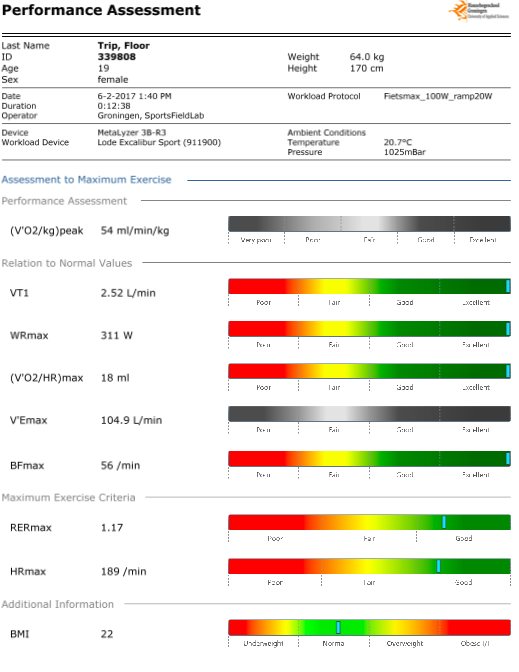 Performance Assessment
Hanzehogeschool
Groningen
University of Applied Sciences
Last Name Trip, Floor
ID 339808 Weight 64.0 kg
Age 19 Height 170 cm
Sex female
Date 6-2-2017 1:40 PM Workload Protocol Fietsmax_100W_ramp20W
Duration 0:12:38
Operator Groningen, SportsFieldLab
Device MetaLyzer 3B-R3 Ambient Conditions
Workload Device Lode Excalibur Sport (911900) Temperature 20.7°C
Pressure 1025mBar
Assessment to Maximum Exercise
Performance Assessment
(V'O2/kg)peak 54 ml/min/kg
Very poor Poor Fair Good Excellent
Relation to Normal Values
VT1 2.52 L/min
Poor Fair Good Excellent
WRmax 311 W
Poor Fair Good Excellent
(V'O2/HR)max 18 ml
Poor Fair Good Excellent
V'Emax 104.9 L/min
Poor Fair Good Excellent
BFmax 56 /min
Poor Fair Good Excellent
Maximum Exercise Criteria
RERmax 1.17
Poor Fair Good
HRmax 189 /min
Poor Fair Good
Additional Information
BMI 22
Underweight Normal Overweight Obese I/I